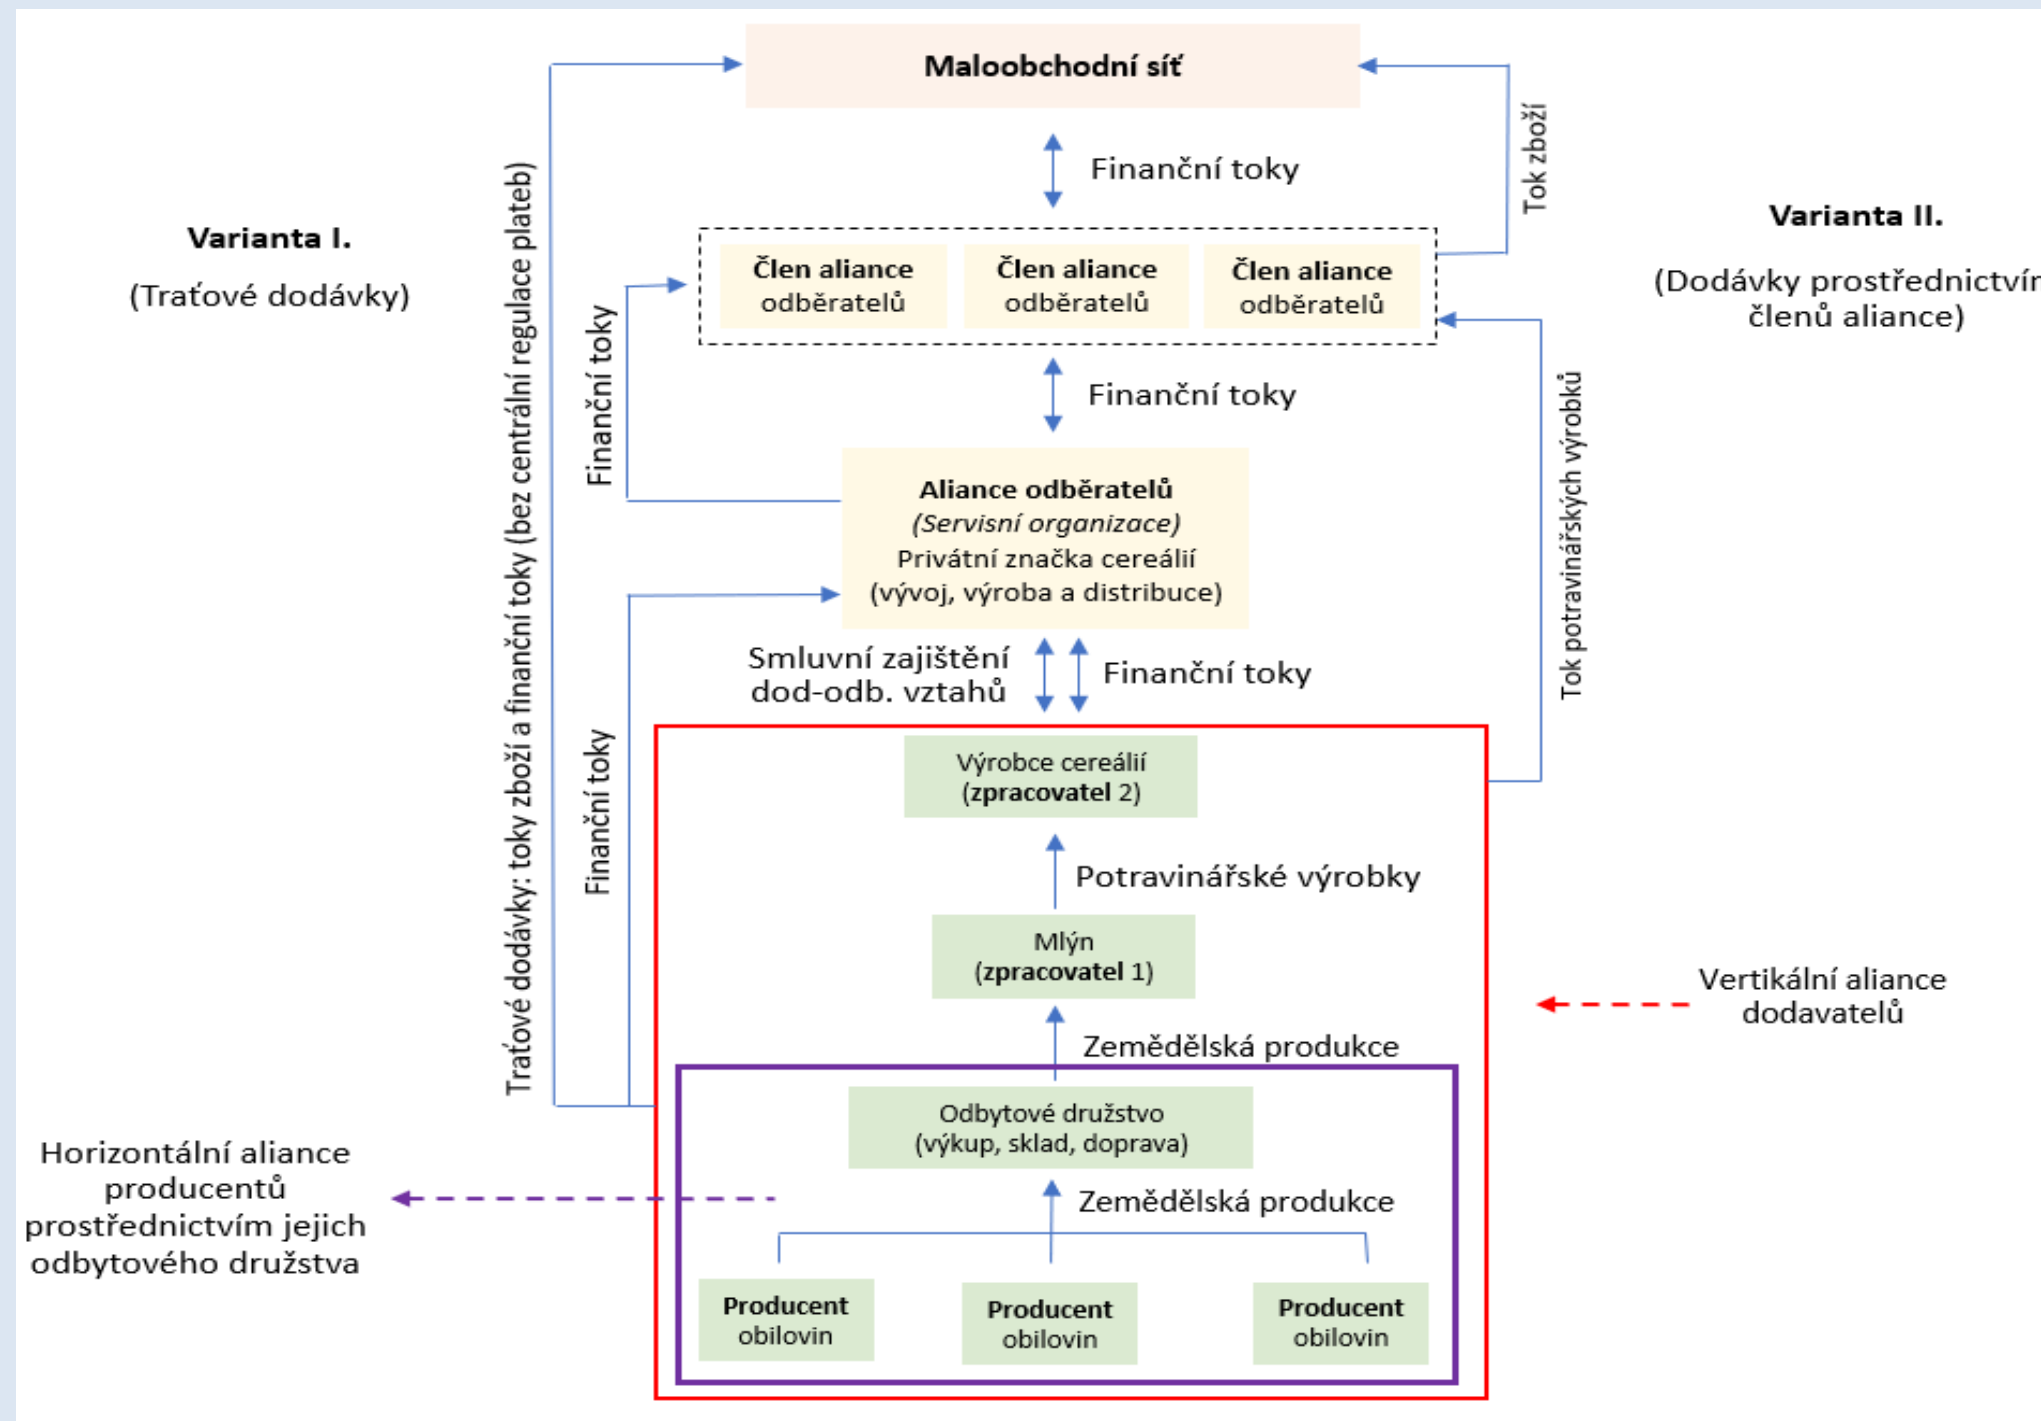 Maloobchodní síť
Finanční toky
Tok zboží
Varianta I.
(Traťové dodávky)
Varianta II.
(Dodávky prostřednictvím
členů aliance)
Traťové dodávky: toky zboží a finanční toky (bez centrální regulace plateb)
Člen aliance
odběratelů
Člen aliance
odběratelů
Člen aliance
odběratelů
Finanční toky
Finanční toky
Tok potravinářských výrobků
Aliance odběratelů
(Servisní organizace)
Privátní značka cereálií
(vývoj, výroba a distribuce)
Smluvní zajištění
dod-odb. vztahů
Finanční toky
Finanční toky
Výrobce cereálií
(zpracovatel 2)
Potravinářské výrobky
Mlýn
(zpracovatel 1)
Vertikální aliance
dodavatelů
Zemědělská produkce
Odbytové družstvo
(výkup, sklad, doprava)
Horizontální aliance
producentů
prostřednictvím jejich
odbytového družstva
Zemědělská produkce
Producent
obilovin
Producent
obilovin
Producent
obilovin